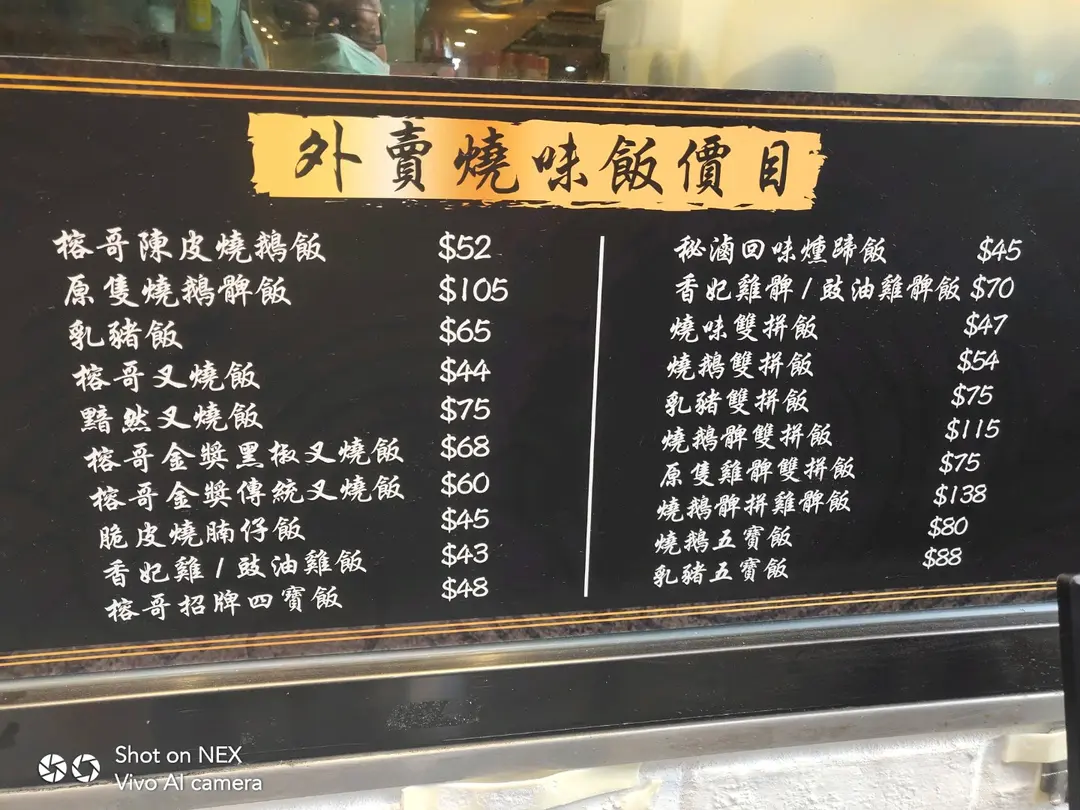 外賣燒味飯價目
榕哥陳皮燒鵝飯 $52
原隻燒鵝髀飯 $105
乳豬飯 $65
榕哥叉燒飯 $44
黯然叉燒飯 $75
榕哥金獎黑椒叉燒飯 $68
榕哥金獎傳統叉燒飯 $60
脆皮燒腩仔飯 $45
香妃雞/豉油雞飯 $43
榕哥招牌四寶飯 $48
秘滷回味燻蹄飯 $45
香妃雞髀/豉油雞髀飯 $70
燒味雙拼飯 $47
燒鵝雙拼飯 $54
乳豬雙拼飯 $75
燒鵝髀雙拼飯 $115
原隻雞髀雙拼飯 $75
燒鵝髀拼雞髀飯 $138
燒鵝五寶飯 $80
乳豬五寶飯 $88
Shot on NEX
Vivo AI camera